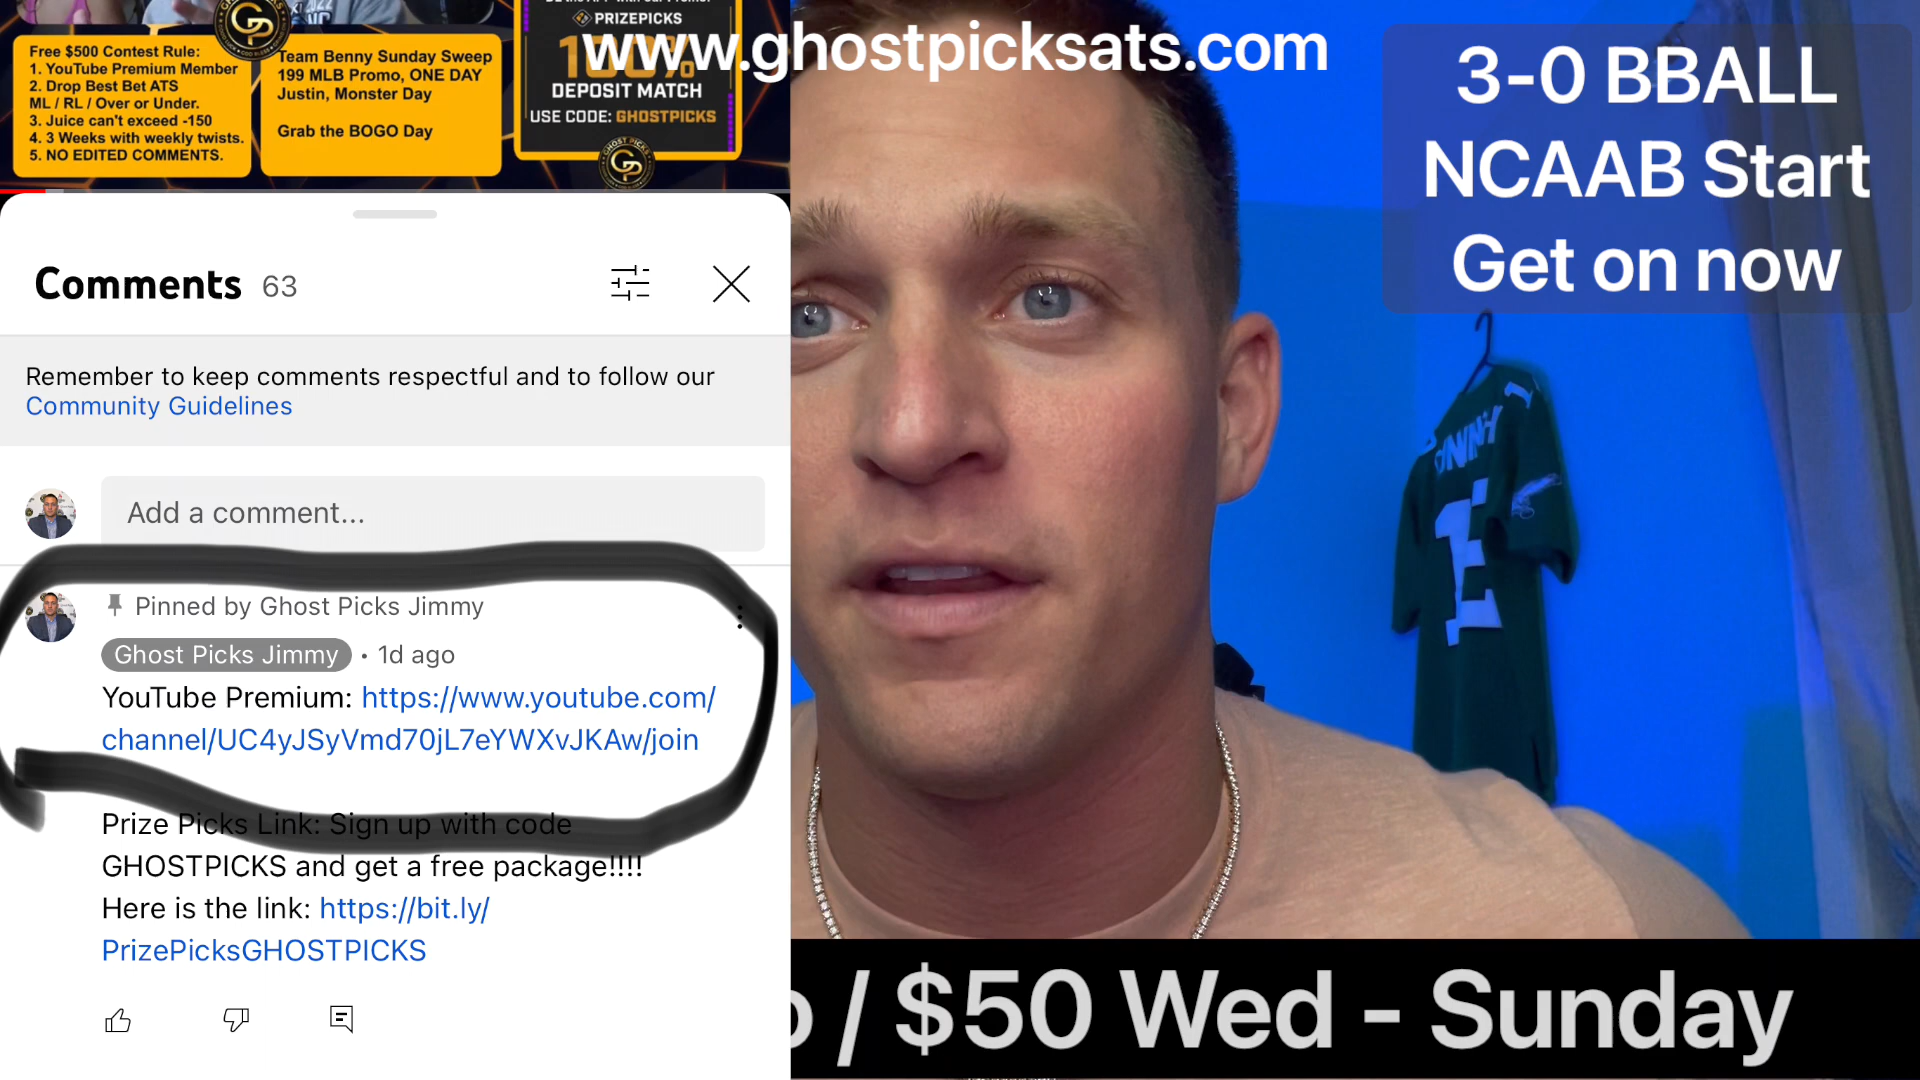 Free $500 Contest Rule:
1. YouTube Premium Member
2. Drop Best Bet ATS
ML / RL / Over or Under.
3. Juice can't exceed -150
4. 3 Weeks with weekly twists.
5. NO EDITED COMMENTS.
Team Benny Sunday Sweep
199 MLB Promo, ONE DAY
Justin, Monster Day
Grab the BOGO Day
PRIZEPICKS
100%
DEPOSIT MATCH
USE CODE: GHOSTPICKS
GHOST PICKS
GP
www.ghostpicksats.com
3-0 BBALL
NCAAB Start
Get on now
Comments 63
Remember to keep comments respectful and to follow our
Community Guidelines
Add a comment...
Pinned by Ghost Picks Jimmy
Ghost Picks Jimmy • 1d ago
YouTube Premium: https://www.youtube.com/
channel/UC4yJSyVmd70jL7eYWXvJKAw/join
Prize Picks Link: Sign up with code
GHOSTPICKS and get a free package!!!!
Here is the link: https://bit.ly/
PrizePicksGHOSTPICKS
/ $50 Wed - Sunday